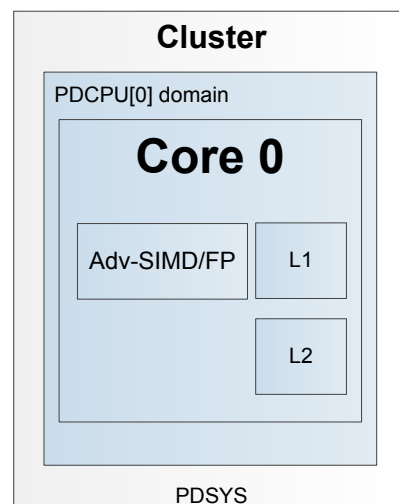 Cluster
PDCPU[0] domain
Core 0
Adv-SIMD/FP
L1
L2
PDSYS